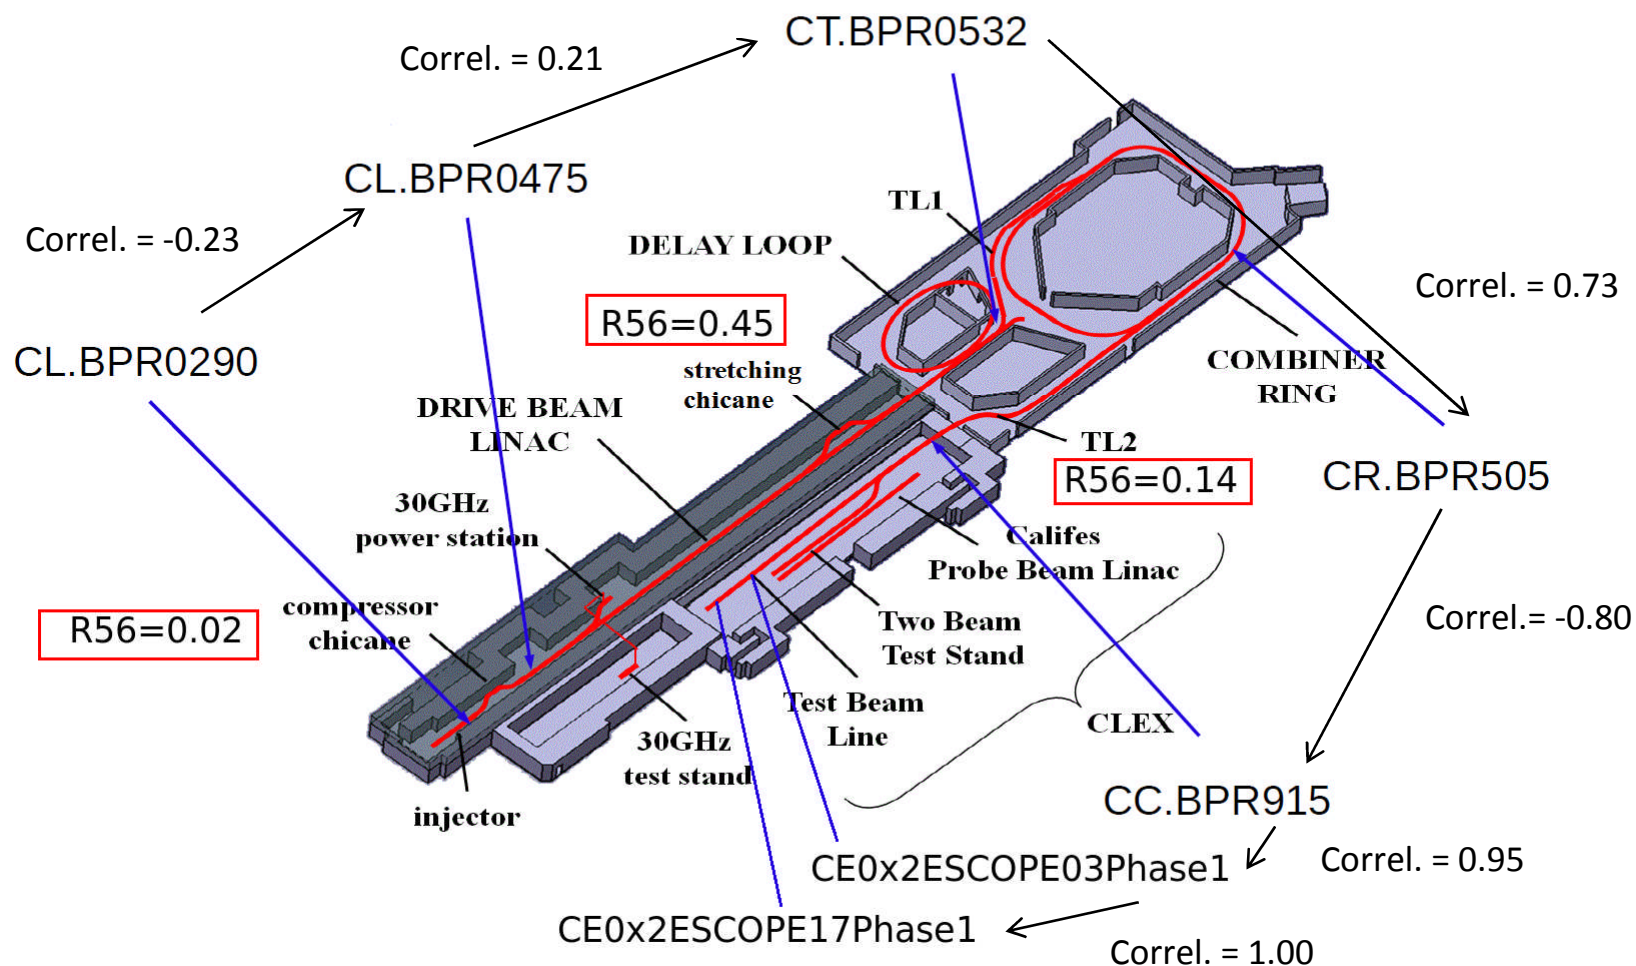 CT.BPR0532
Correl. = 0.21
CL.BPR0475
TL1
Correl. = -0.23
DELAY LOOP
Correl. = 0.73
R56=0.45
CL.BPR0290
stretching
chicane
COMBINER
RING
DRIVE BEAM
LINAC
TL2
R56=0.14
CR.BPR505
30GHz
power station
Califes
Probe Beam Linac
compressor
chicane
R56=0.02
Two Beam
Test Stand
Correl.= -0.80
Test Beam
Line
CLEX
30GHz
test stand
injector
CC.BPR915
CE0x2ESCOPE03Phase1
Correl. = 0.95
CE0x2ESCOPE17Phase1
Correl. = 1.00